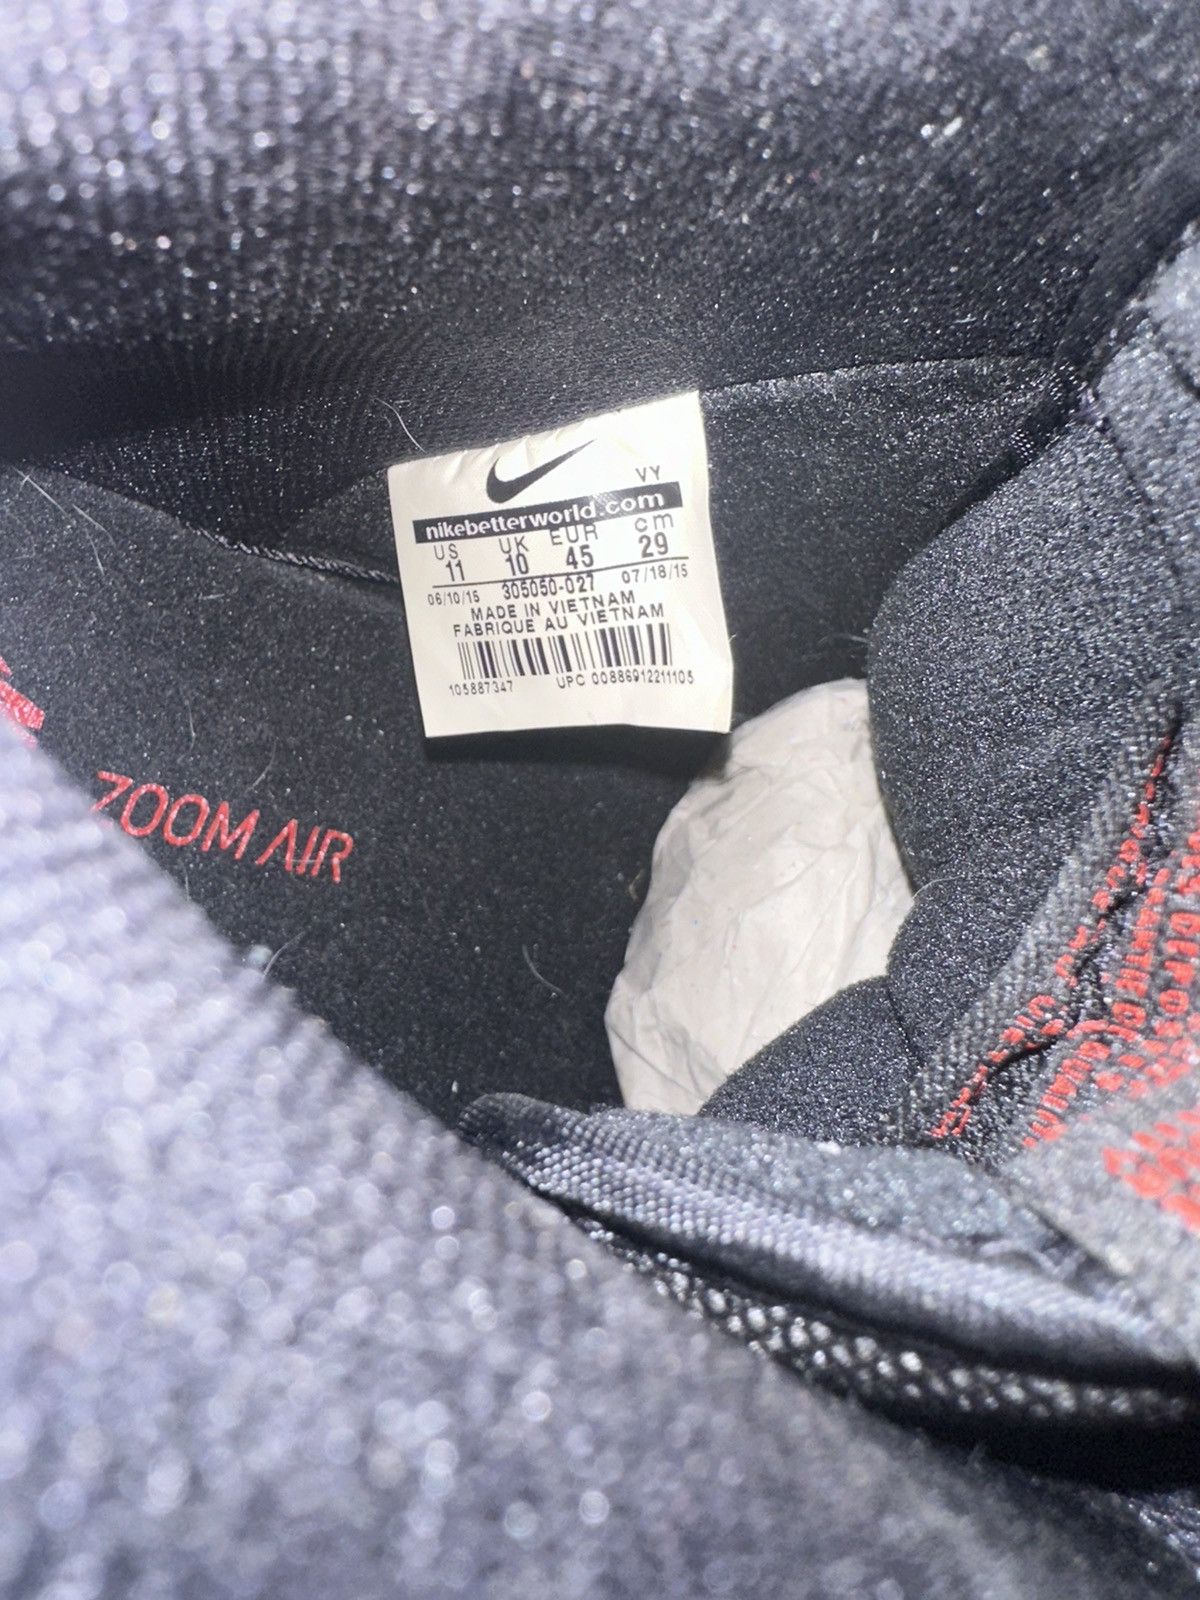 VY
nikebetterworld.com
US UK EUR cm
11 10 45 29
06/10/15 305050-027 07/18/15
MADE IN VIETNAM
FABRIQUE AU VIETNAM
105887347 UPC 00886912211105
ZOOM AIR